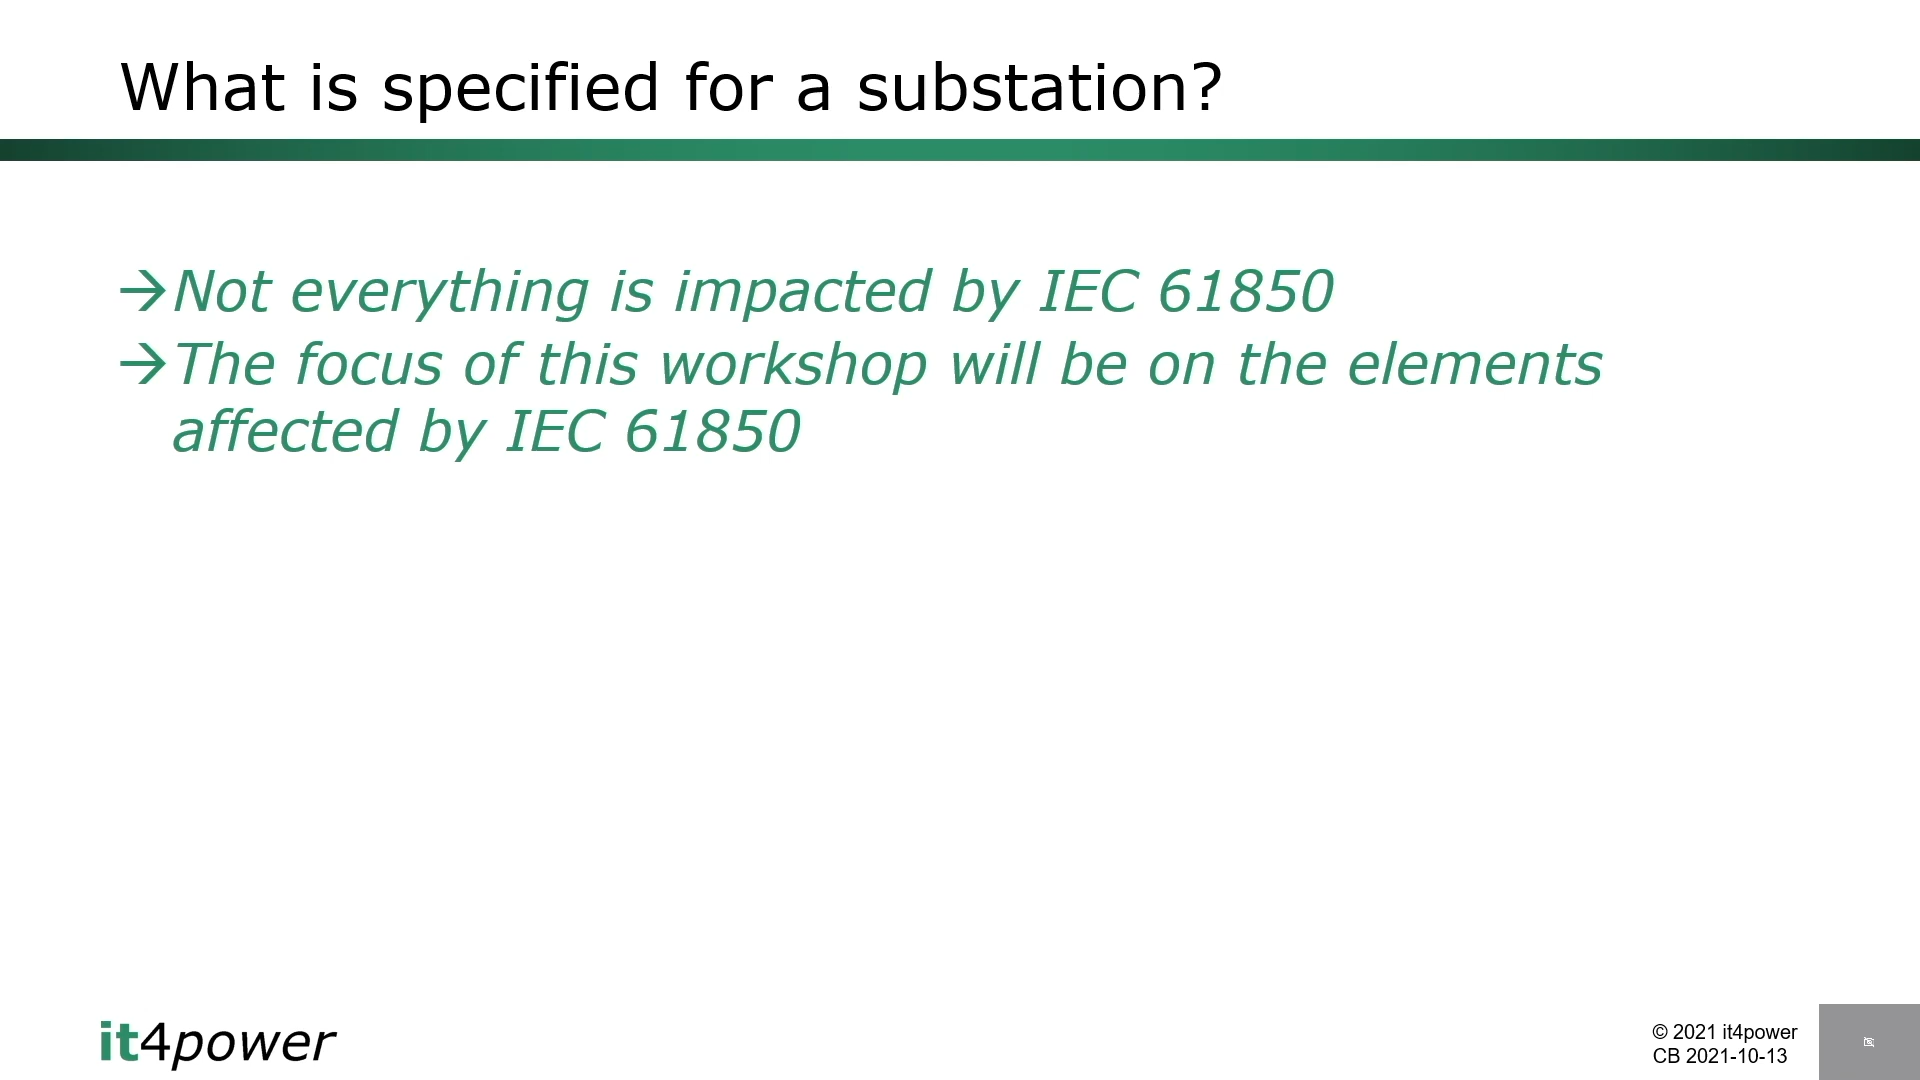 What is specified for a substation?
→Not everything is impacted by IEC 61850
→The focus of this workshop will be on the elements
affected by IEC 61850
it4power
© 2021 it4power
CB 2021-10-13